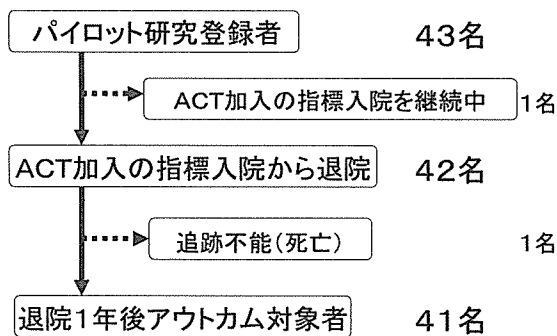 パイロット研究登録者 43名
ACT加入の指標入院を継続中 1名
ACT加入の指標入院から退院 42名
追跡不能(死亡) 1名
退院1年後アウトカム対象者 41名